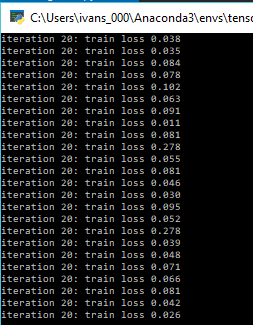 C:\Users\ivans_000\Anaconda3\envs\tenso
iteration 20: train loss 0.038
iteration 20: train loss 0.035
iteration 20: train loss 0.084
iteration 20: train loss 0.078
iteration 20: train loss 0.102
iteration 20: train loss 0.063
iteration 20: train loss 0.091
iteration 20: train loss 0.011
iteration 20: train loss 0.081
iteration 20: train loss 0.278
iteration 20: train loss 0.055
iteration 20: train loss 0.081
iteration 20: train loss 0.046
iteration 20: train loss 0.030
iteration 20: train loss 0.095
iteration 20: train loss 0.052
iteration 20: train loss 0.278
iteration 20: train loss 0.039
iteration 20: train loss 0.048
iteration 20: train loss 0.071
iteration 20: train loss 0.066
iteration 20: train loss 0.081
iteration 20: train loss 0.042
iteration 20: train loss 0.026